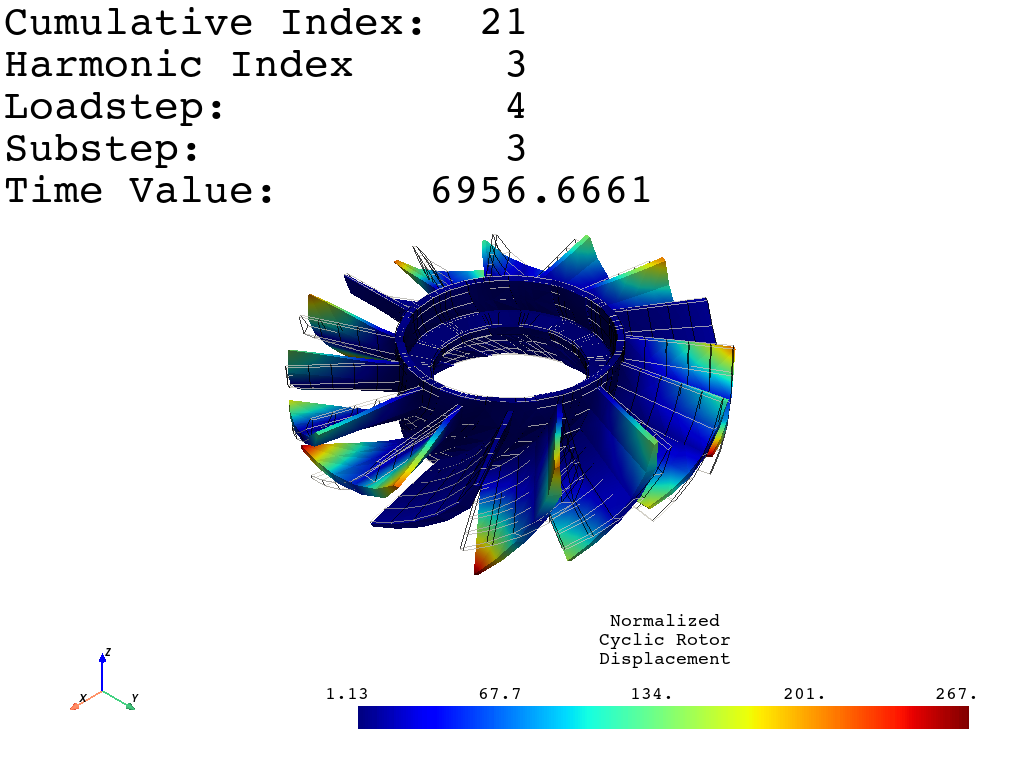 Cumulative Index: 21
Harmonic Index 3
Loadstep: 4
Substep: 3
Time Value: 6956.6661
Normalized
Cyclic Rotor
Displacement
1.13 67.7 134. 201. 267.
Z
X Y